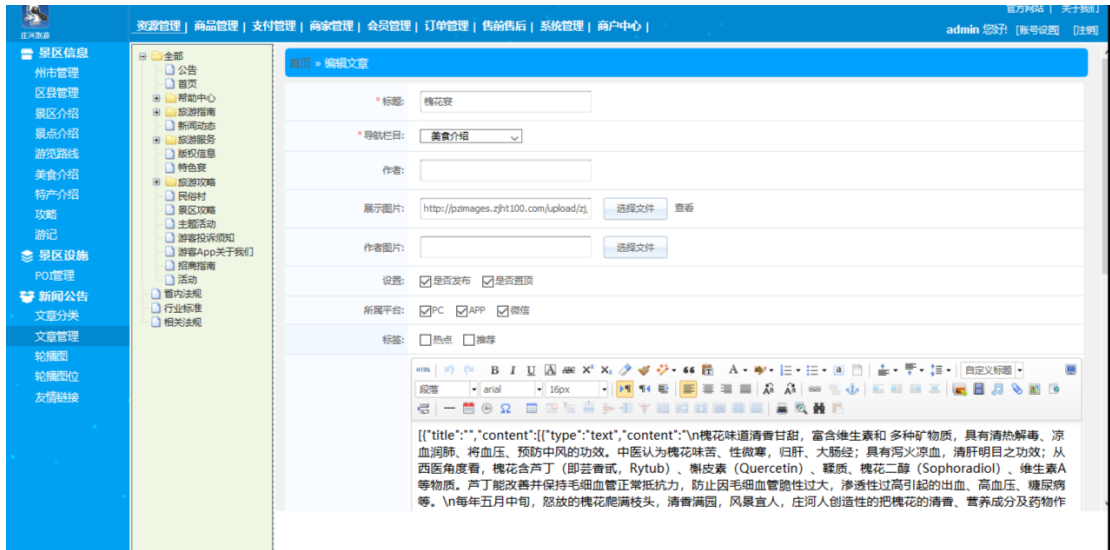 官方网站 | 关于我们
庄河旅游
资源管理 | 商品管理 | 支付管理 | 商家管理 | 会员管理 | 订单管理 | 售前售后 | 系统管理 | 商户中心 |
admin 您好! [账号设置] [注销]
景区信息
州市管理
区县管理
景区介绍
景点介绍
游览路线
美食介绍
特产介绍
攻略
游记
景区设施
POI管理
新闻公告
文章分类
文章管理
轮播图
轮播图位
友情链接
全部
公告
首页
帮助中心
旅游指南
新闻动态
旅游服务
版权信息
特色宴
旅游攻略
民俗村
景区攻略
主题活动
游客投诉须知
游客App关于我们
招商指南
活动
省内法规
行业标准
相关法规
首页 » 编辑文章
* 标题: 槐花宴
* 导航栏目: 美食介绍
作者:
展示图片: http://pzimages.zjht100.com/upload/zj, 选择文件 查看
作者图片: 选择文件
设置: 是否发布 是否置顶
所属平台: PC APP 微信
标签: 热点 推荐
HTML B I U A ABC X² X₂ A 自定义标题
段落 arial 16px
[{"title":"","content":[{"type":"text","content":"\n槐花味道清香甘甜，富含维生素和 多种矿物质，具有清热解毒、凉
血润肺、将血压、预防中风的功效。中医认为槐花味苦、性微寒，归肝、大肠经；具有泻火凉血，清肝明目之功效；从
西医角度看，槐花含芦丁（即芸香甙，Rytub）、槲皮素（Quercetin）、鞣质、槐花二醇（Sophoradiol）、维生素A
等物质。芦丁能改善并保持毛细血管正常抵抗力，防止因毛细血管脆性过大，渗透性过高引起的出血、高血压、糖尿病
等。\n每年五月中旬，怒放的槐花爬满枝头，清香满园，风景宜人，庄河人创造性的把槐花的清香、营养成分及药物作